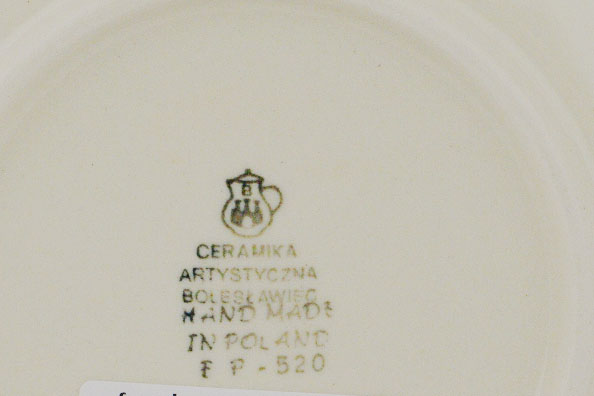 B
CERAMIKA
ARTYSTYCZNA
BOLESŁAWIEC
HAND MADE
IN POLAND
F P - 520